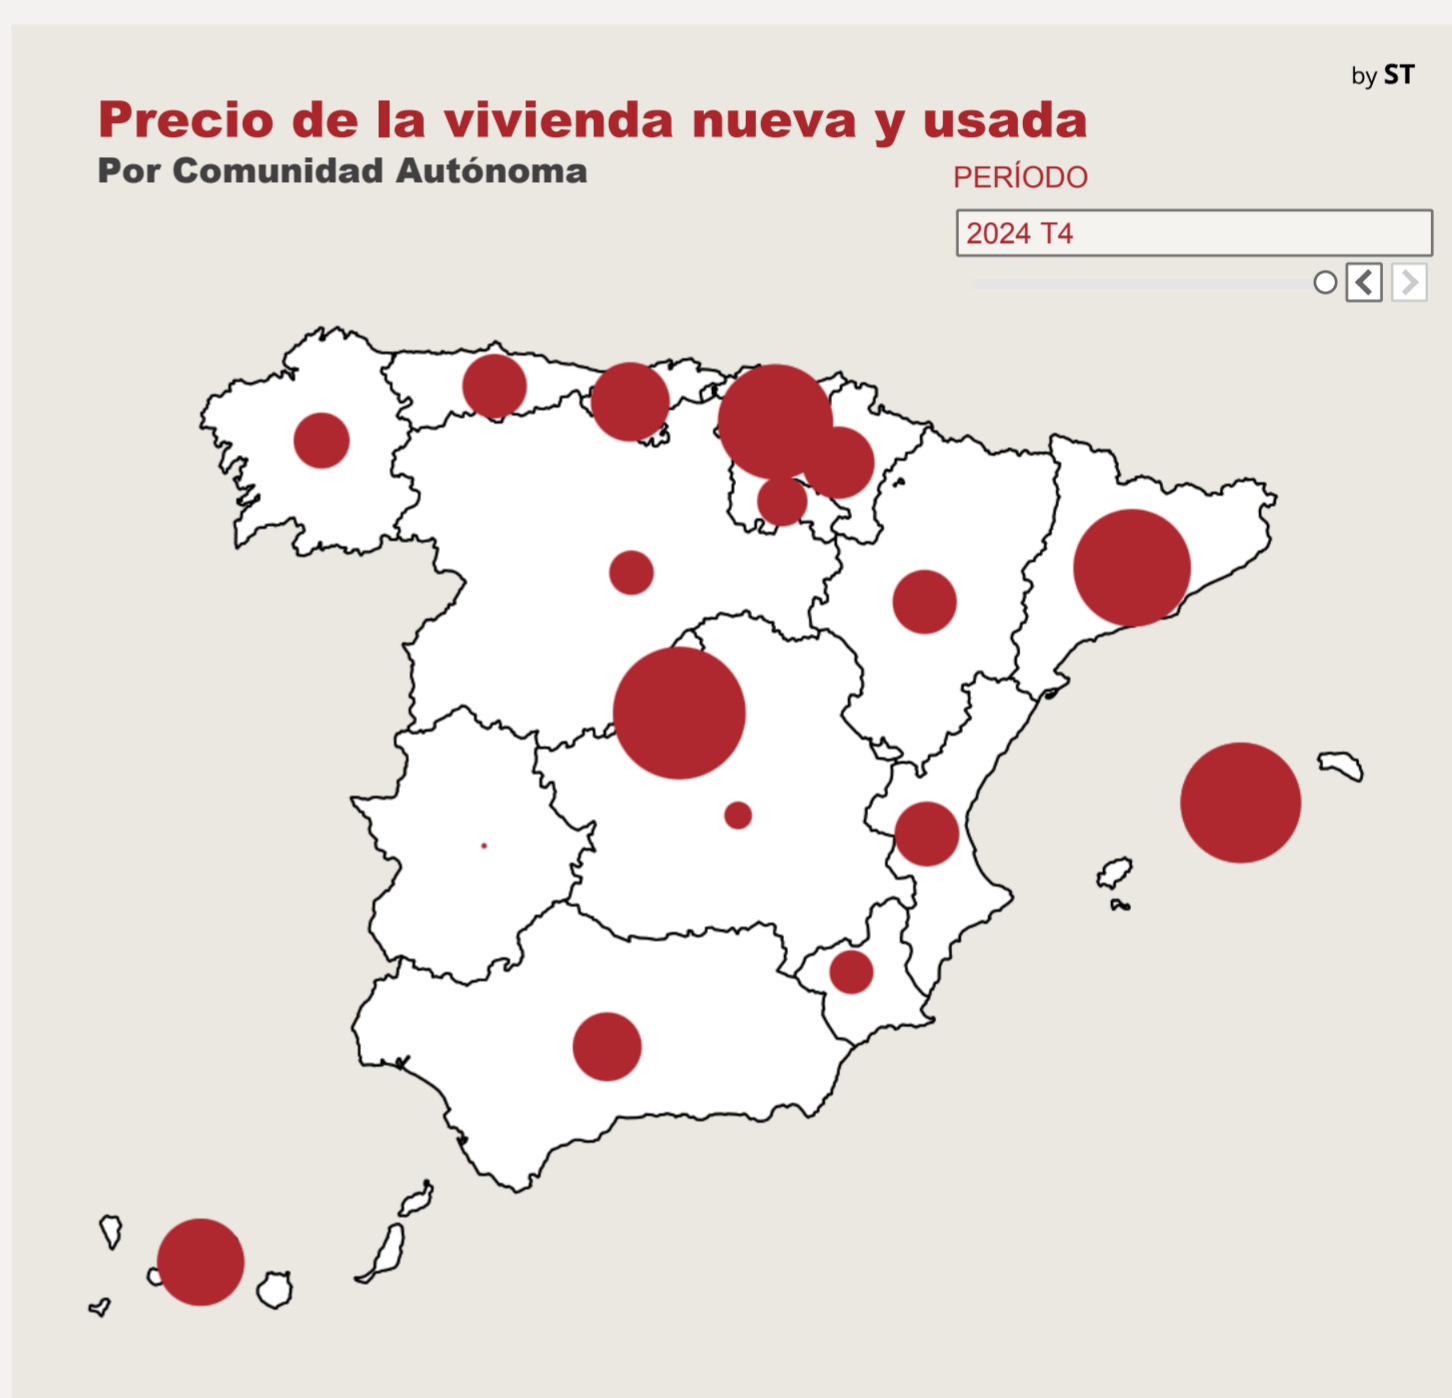 by ST
Precio de la vivienda nueva y usada
Por Comunidad Autónoma
PERÍODO
2024 T4